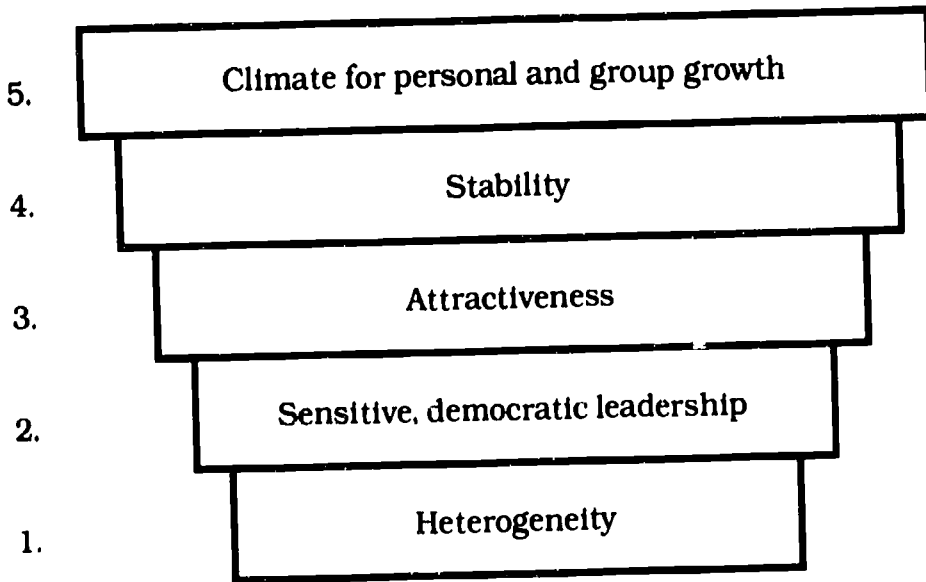 5. Climate for personal and group growth
4. Stability
3. Attractiveness
2. Sensitive, democratic leadership
1. Heterogeneity